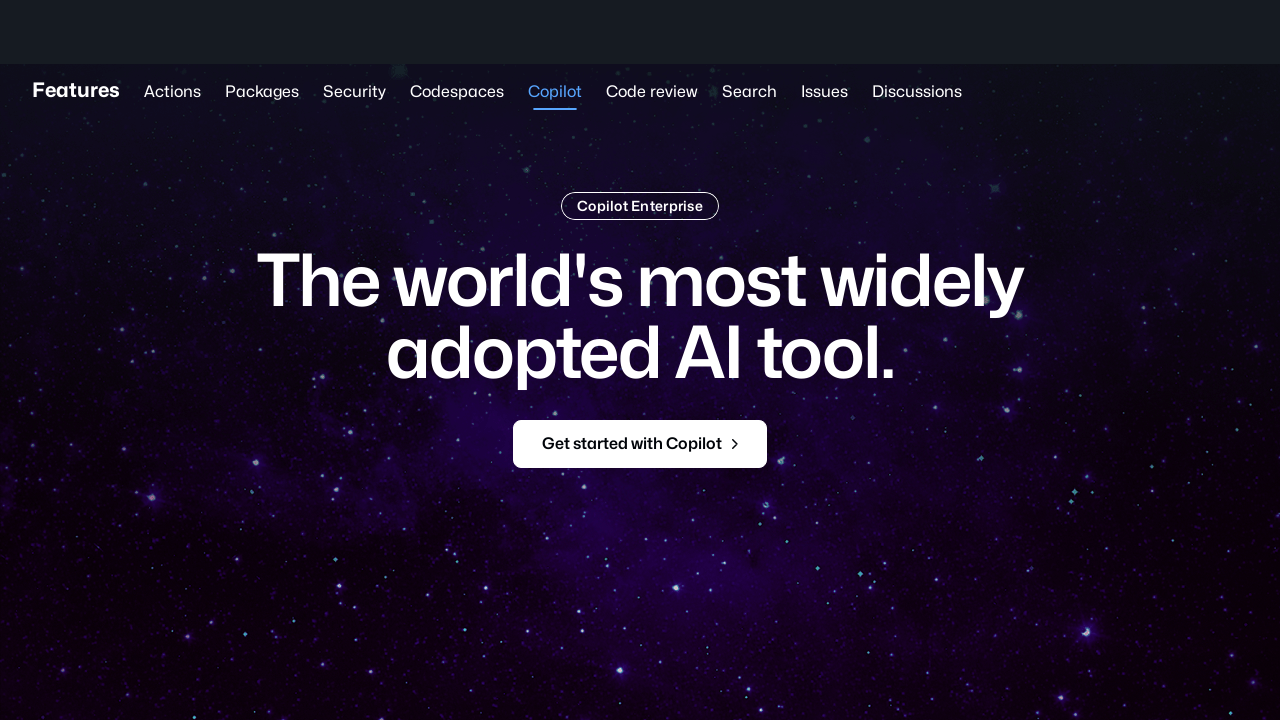 Features Actions Packages Security Codespaces Copilot Code review Search Issues Discussions
Copilot Enterprise
The world's most widely
adopted AI tool.
Get started with Copilot